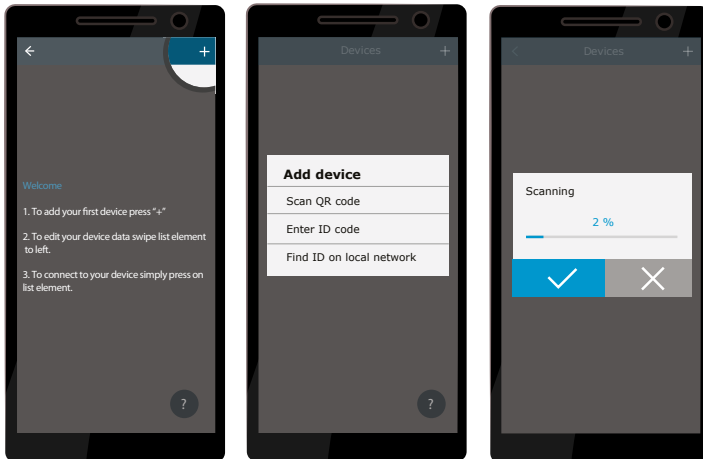 Welcome
1. To add your first device press “+”
2. To edit your device data swipe list element
to left.
3. To connect to your device simply press on
list element.
?
Devices
+
Add device
Scan QR code
Enter ID code
Find ID on local network
?
Devices
+
Scanning
2 %